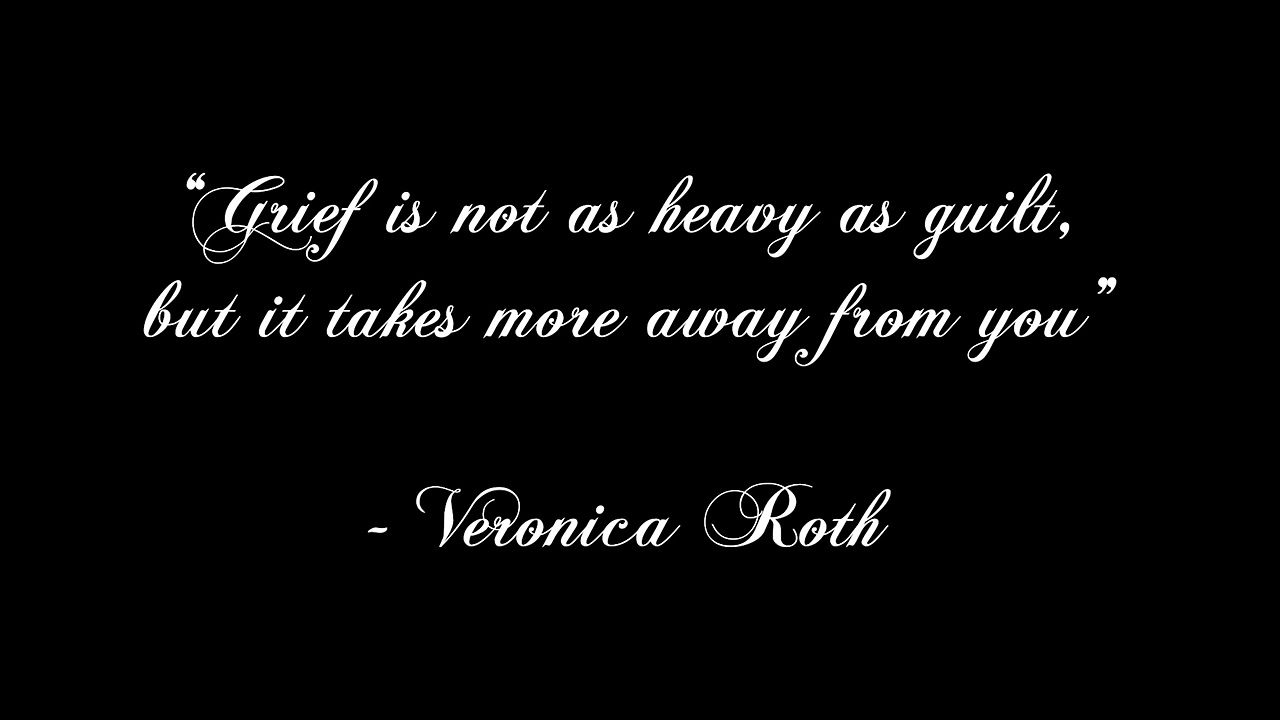 “Grief is not as heavy as guilt,
but it takes more away from you”
- Veronica Roth